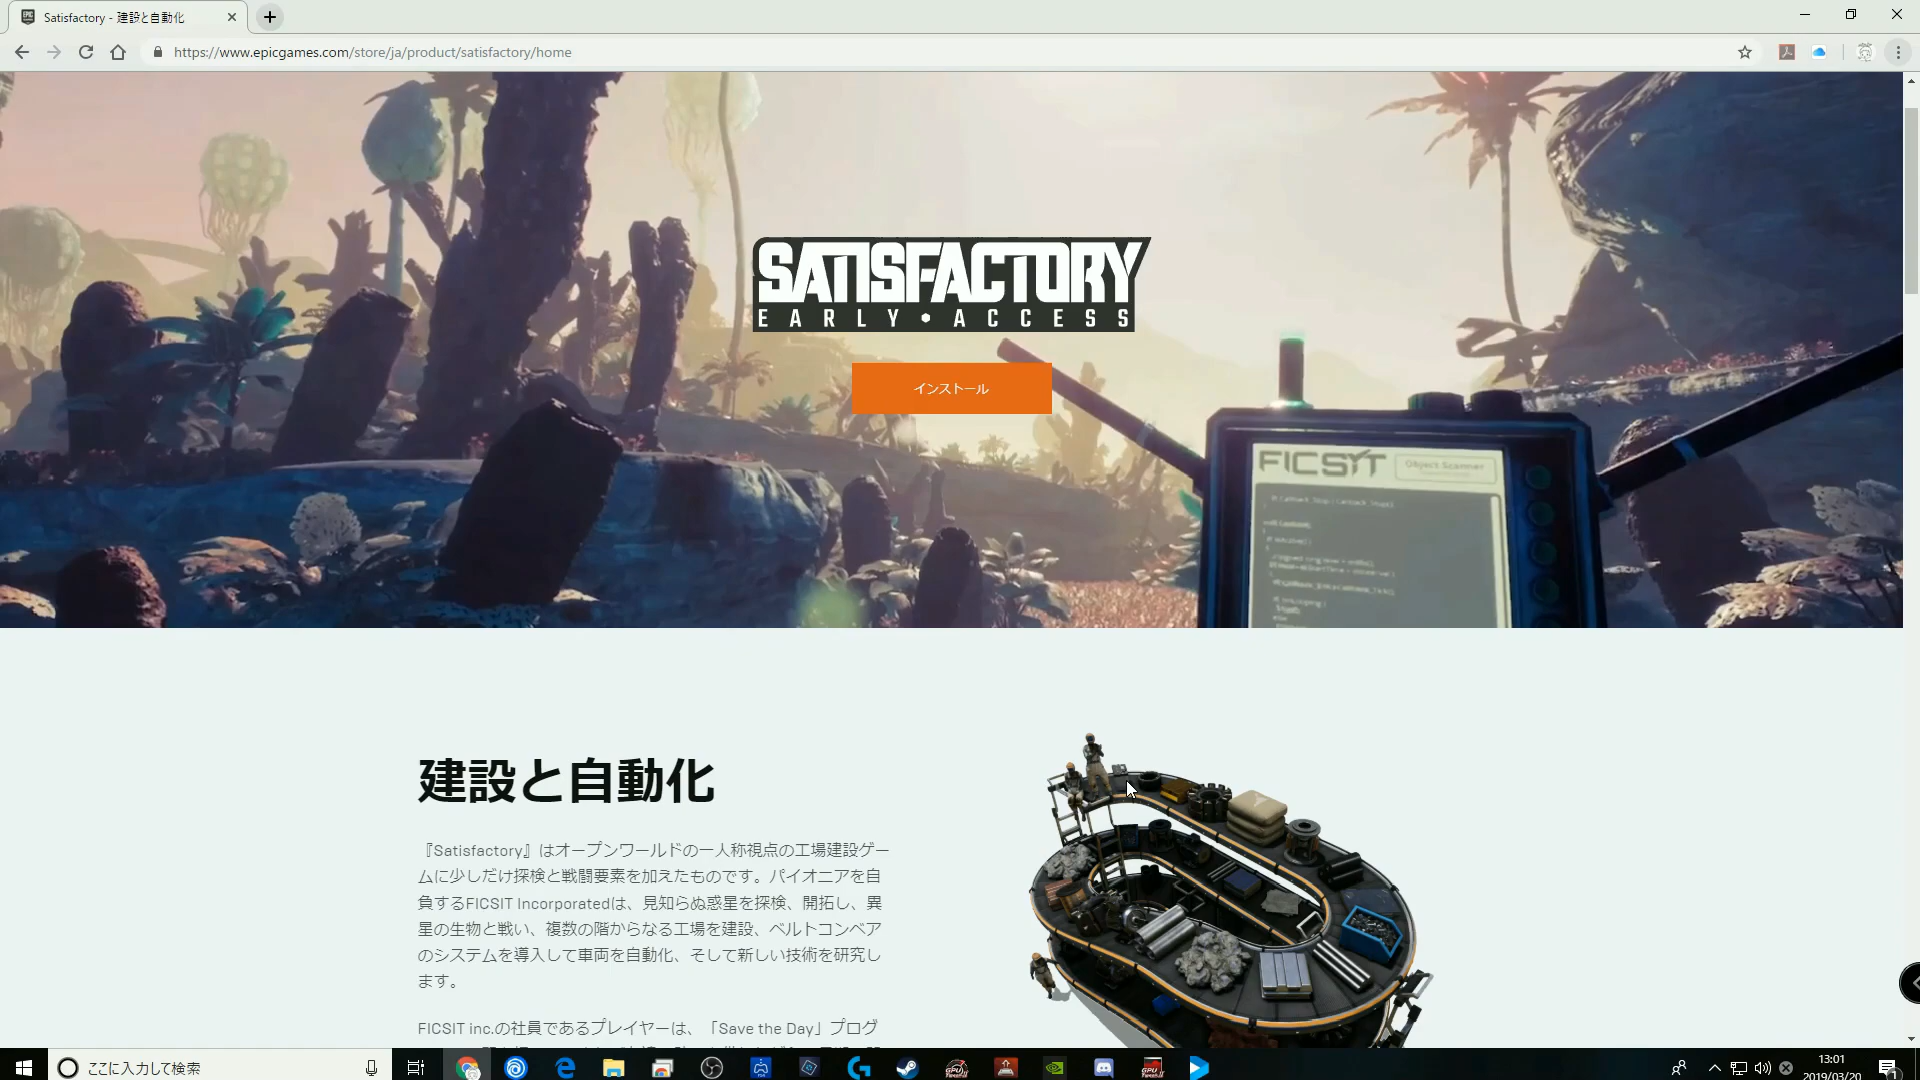 Satisfactory - 建設と自動化
https://www.epicgames.com/store/ja/product/satisfactory/home
SATISFACTORY
EARLY • ACCESS
インストール
FICSIT
Object Scanner
建設と自動化
『Satisfactory』はオープンワールドの一人称視点の工場建設ゲー
ムに少しだけ探検と戦闘要素を加えたものです。パイオニアを自
負するFICSIT Incorporatedは、見知らぬ惑星を探検、開拓し、異
星の生物と戦い、複数の階からなる工場を建設、ベルトコンベア
のシステムを導入して車両を自動化、そして新しい技術を研究し
ます。
FICSIT inc.の社員であるプレイヤーは、「Save the Day」プログ
ここに入力して検索
13:01
2019/03/20